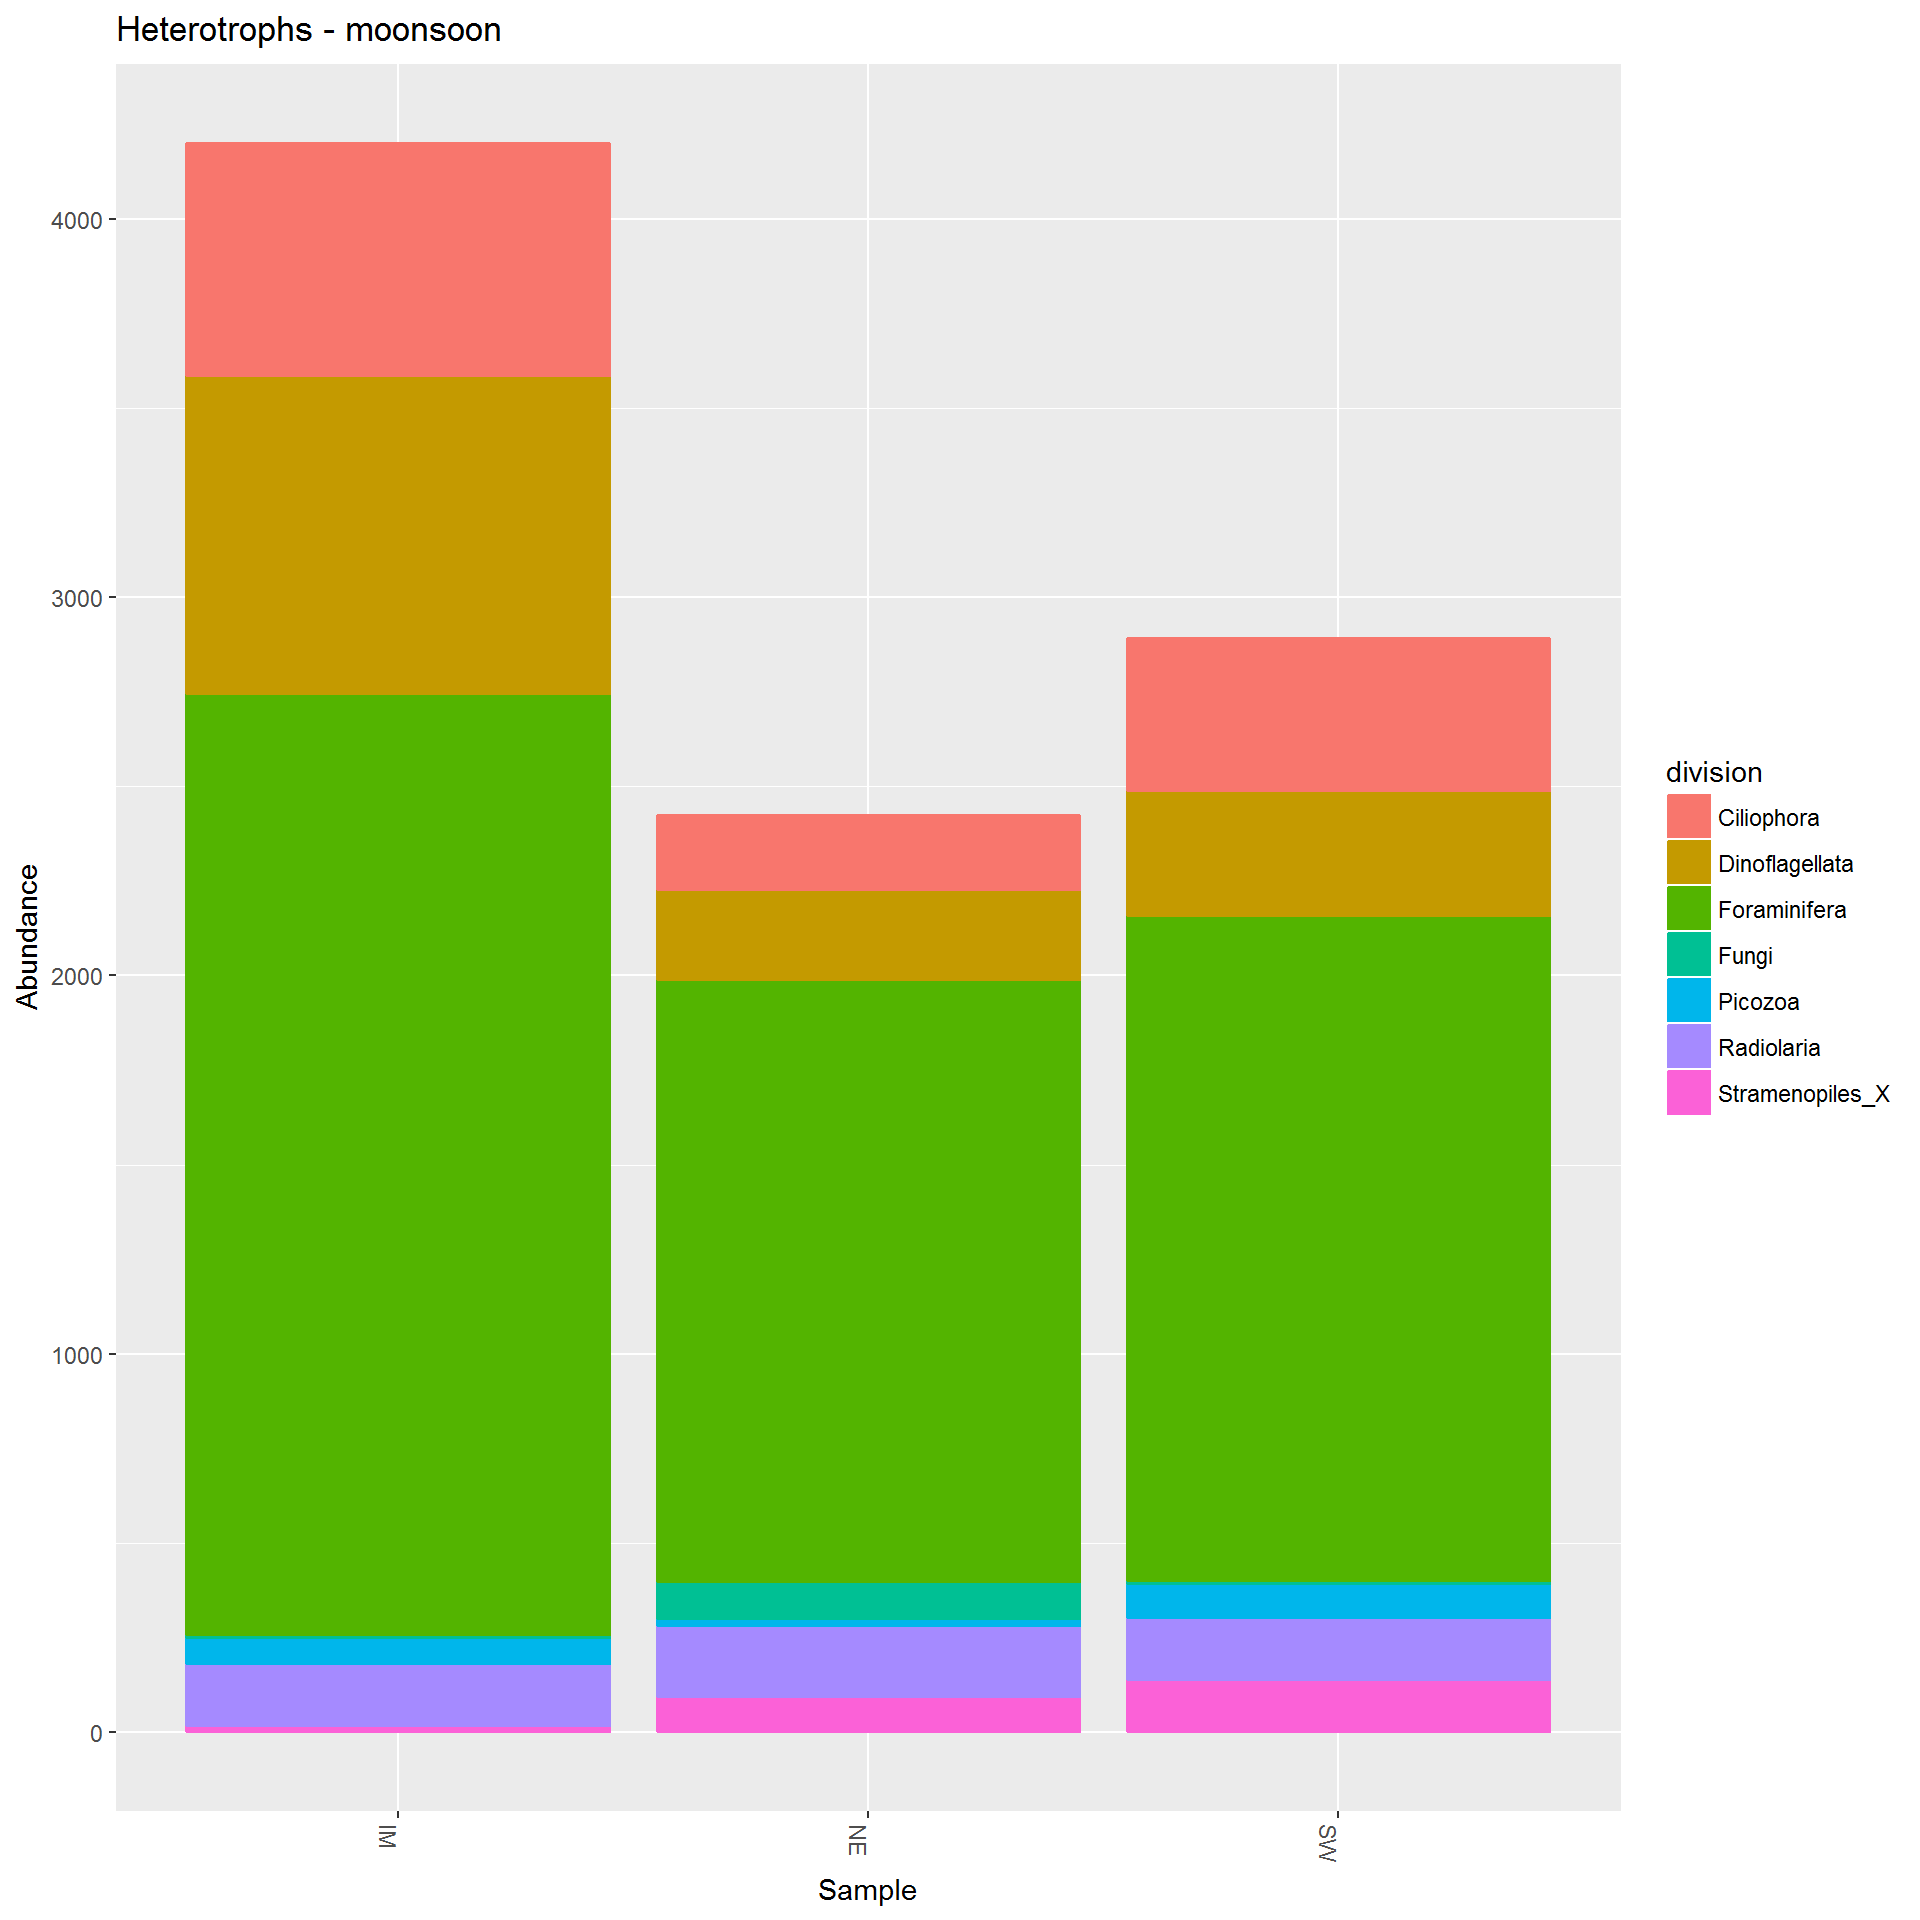 Heterotrophs - moonsoon
Abundance
4000
3000
2000
1000
0
IM
NE
SW
Sample
division
Ciliophora
Dinoflagellata
Foraminifera
Fungi
Picozoa
Radiolaria
Stramenopiles_X